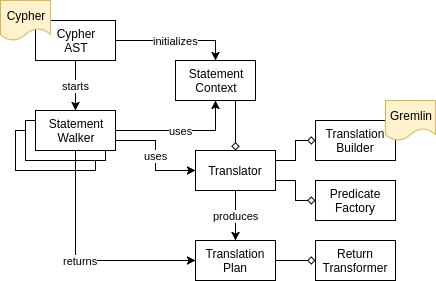 Cypher
Cypher
AST
initializes
Statement
Context
starts
Statement
Walker
uses
uses
Gremlin
Translation
Builder
Translator
Predicate
Factory
produces
returns
Translation
Plan
Return
Transformer